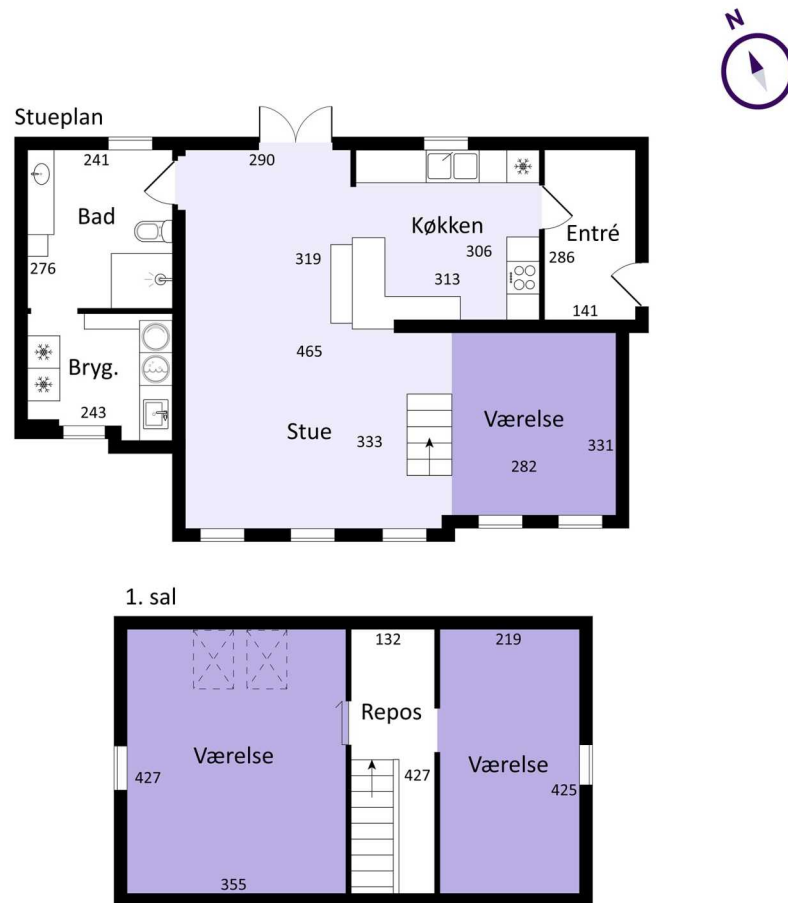 N
Stueplan
241
290
Bad
Køkken
Entré
276
319
306
286
313
141
465
Bryg.
243
Stue
333
Værelse
331
282
1. sal
132
219
Repos
Værelse
Værelse
427
427
425
355